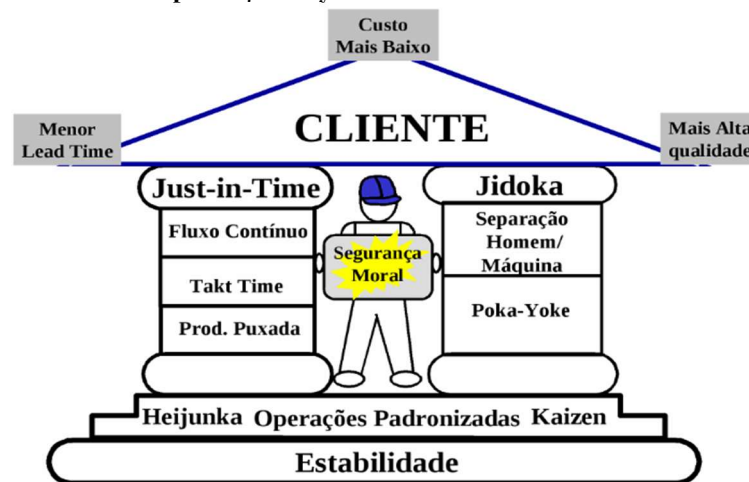 Custo
Mais Baixo
Menor
Lead Time
CLIENTE
Mais Alta
qualidade
Just-in-Time
Jidoka
Fluxo Contínuo
Takt Time
Prod. Puxada
Segurança
Moral
Separação
Homem/
Máquina
Poka-Yoke
Heijunka Operações Padronizadas Kaizen
Estabilidade